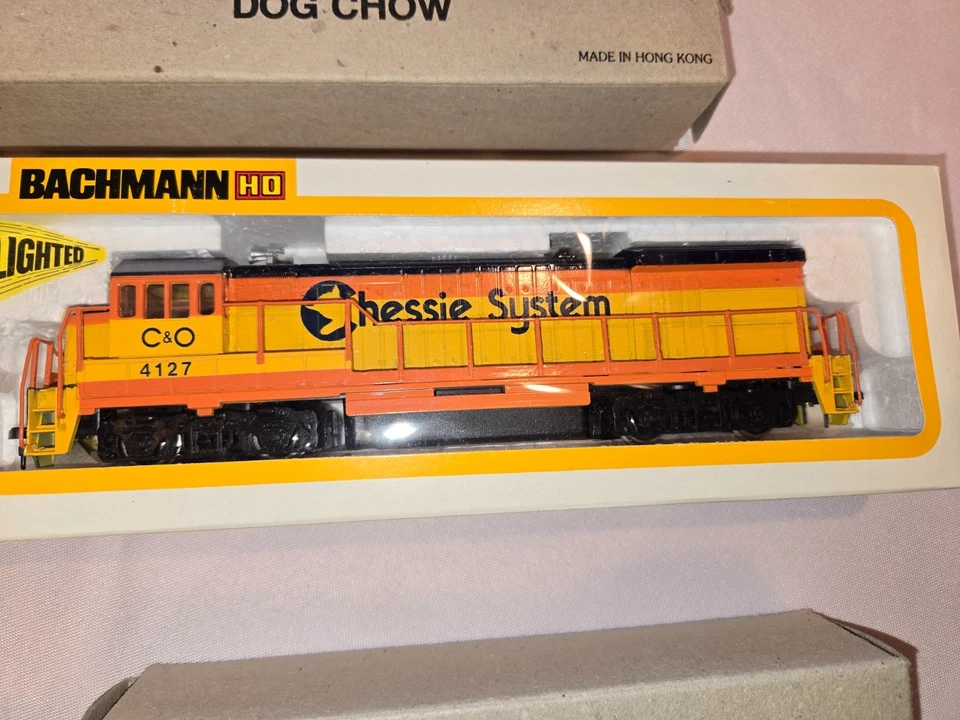 DOG CHOW
MADE IN HONG KONG
BACHMANN HO
LIGHTED
Chessie System
C&O
4127